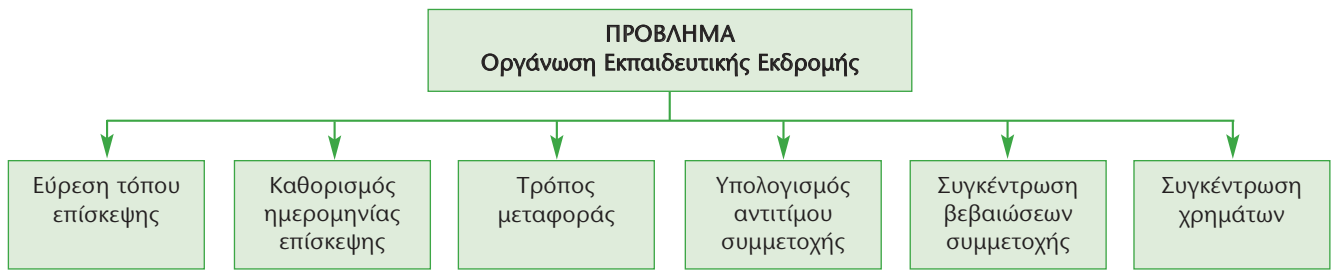 ΠΡΟΒΛΗΜΑ
Οργάνωση Εκπαιδευτικής Εκδρομής
Εύρεση τόπου
επίσκεψης
Καθορισμός
ημερομηνίας
επίσκεψης
Τρόπος
μεταφοράς
Υπολογισμός
αντιτίμου
συμμετοχής
Συγκέντρωση
βεβαιώσεων
συμμετοχής
Συγκέντρωση
χρημάτων